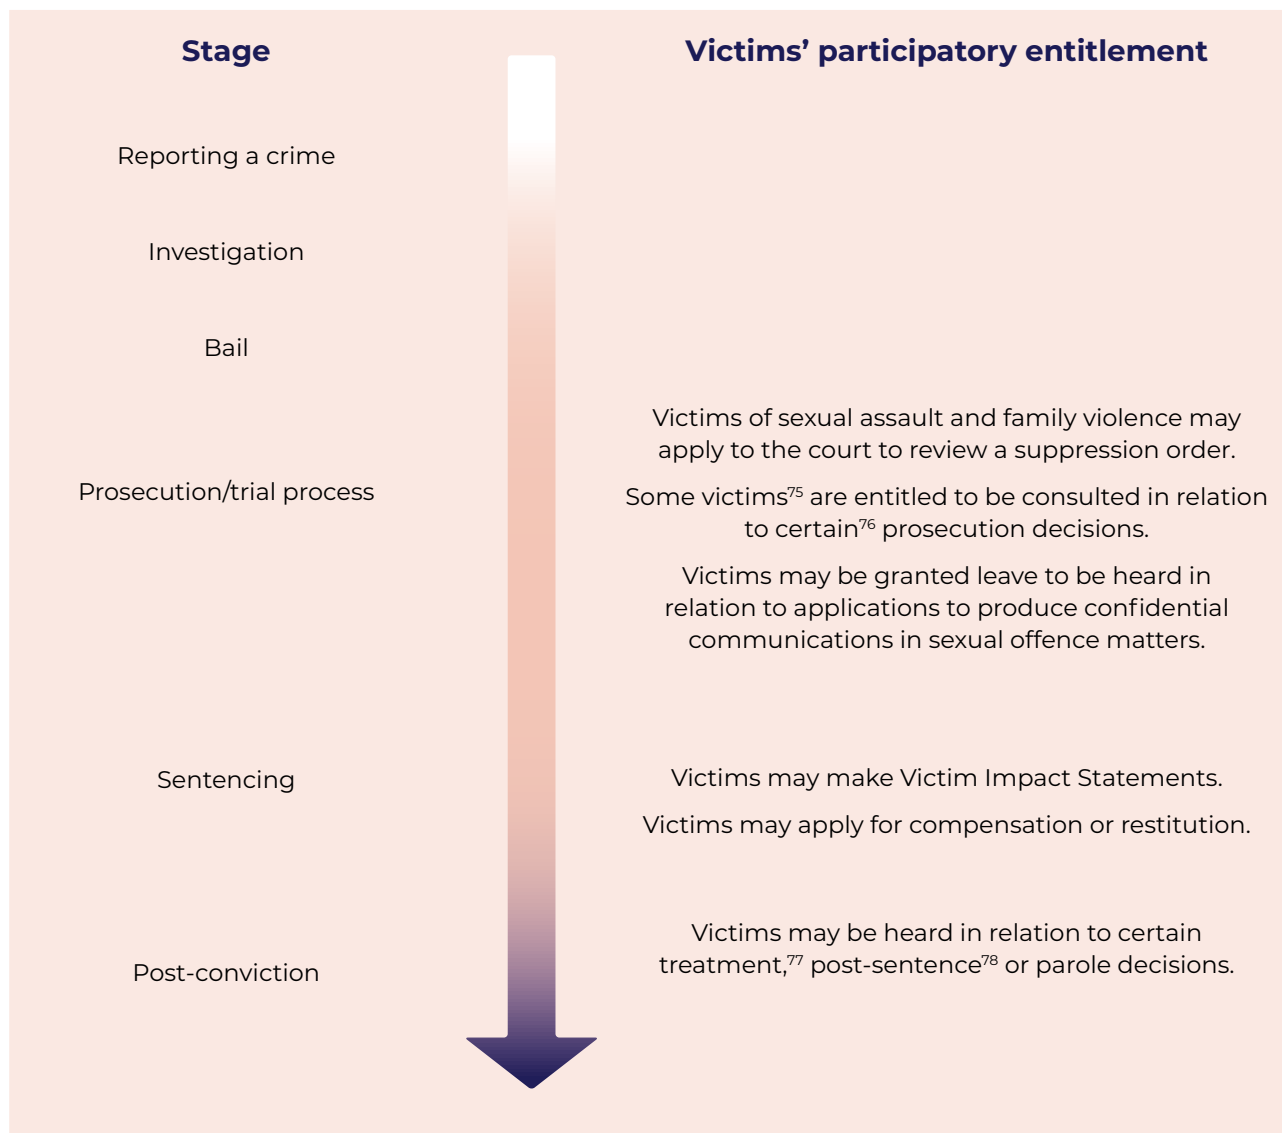 Stage
Victims’ participatory entitlement
Reporting a crime
Investigation
Bail
Prosecution/trial process
Victims of sexual assault and family violence may
apply to the court to review a suppression order.
Some victims75 are entitled to be consulted in relation
to certain76 prosecution decisions.
Victims may be granted leave to be heard in
relation to applications to produce confidential
communications in sexual offence matters.
Sentencing
Victims may make Victim Impact Statements.
Victims may apply for compensation or restitution.
Post-conviction
Victims may be heard in relation to certain
treatment,77 post-sentence78 or parole decisions.